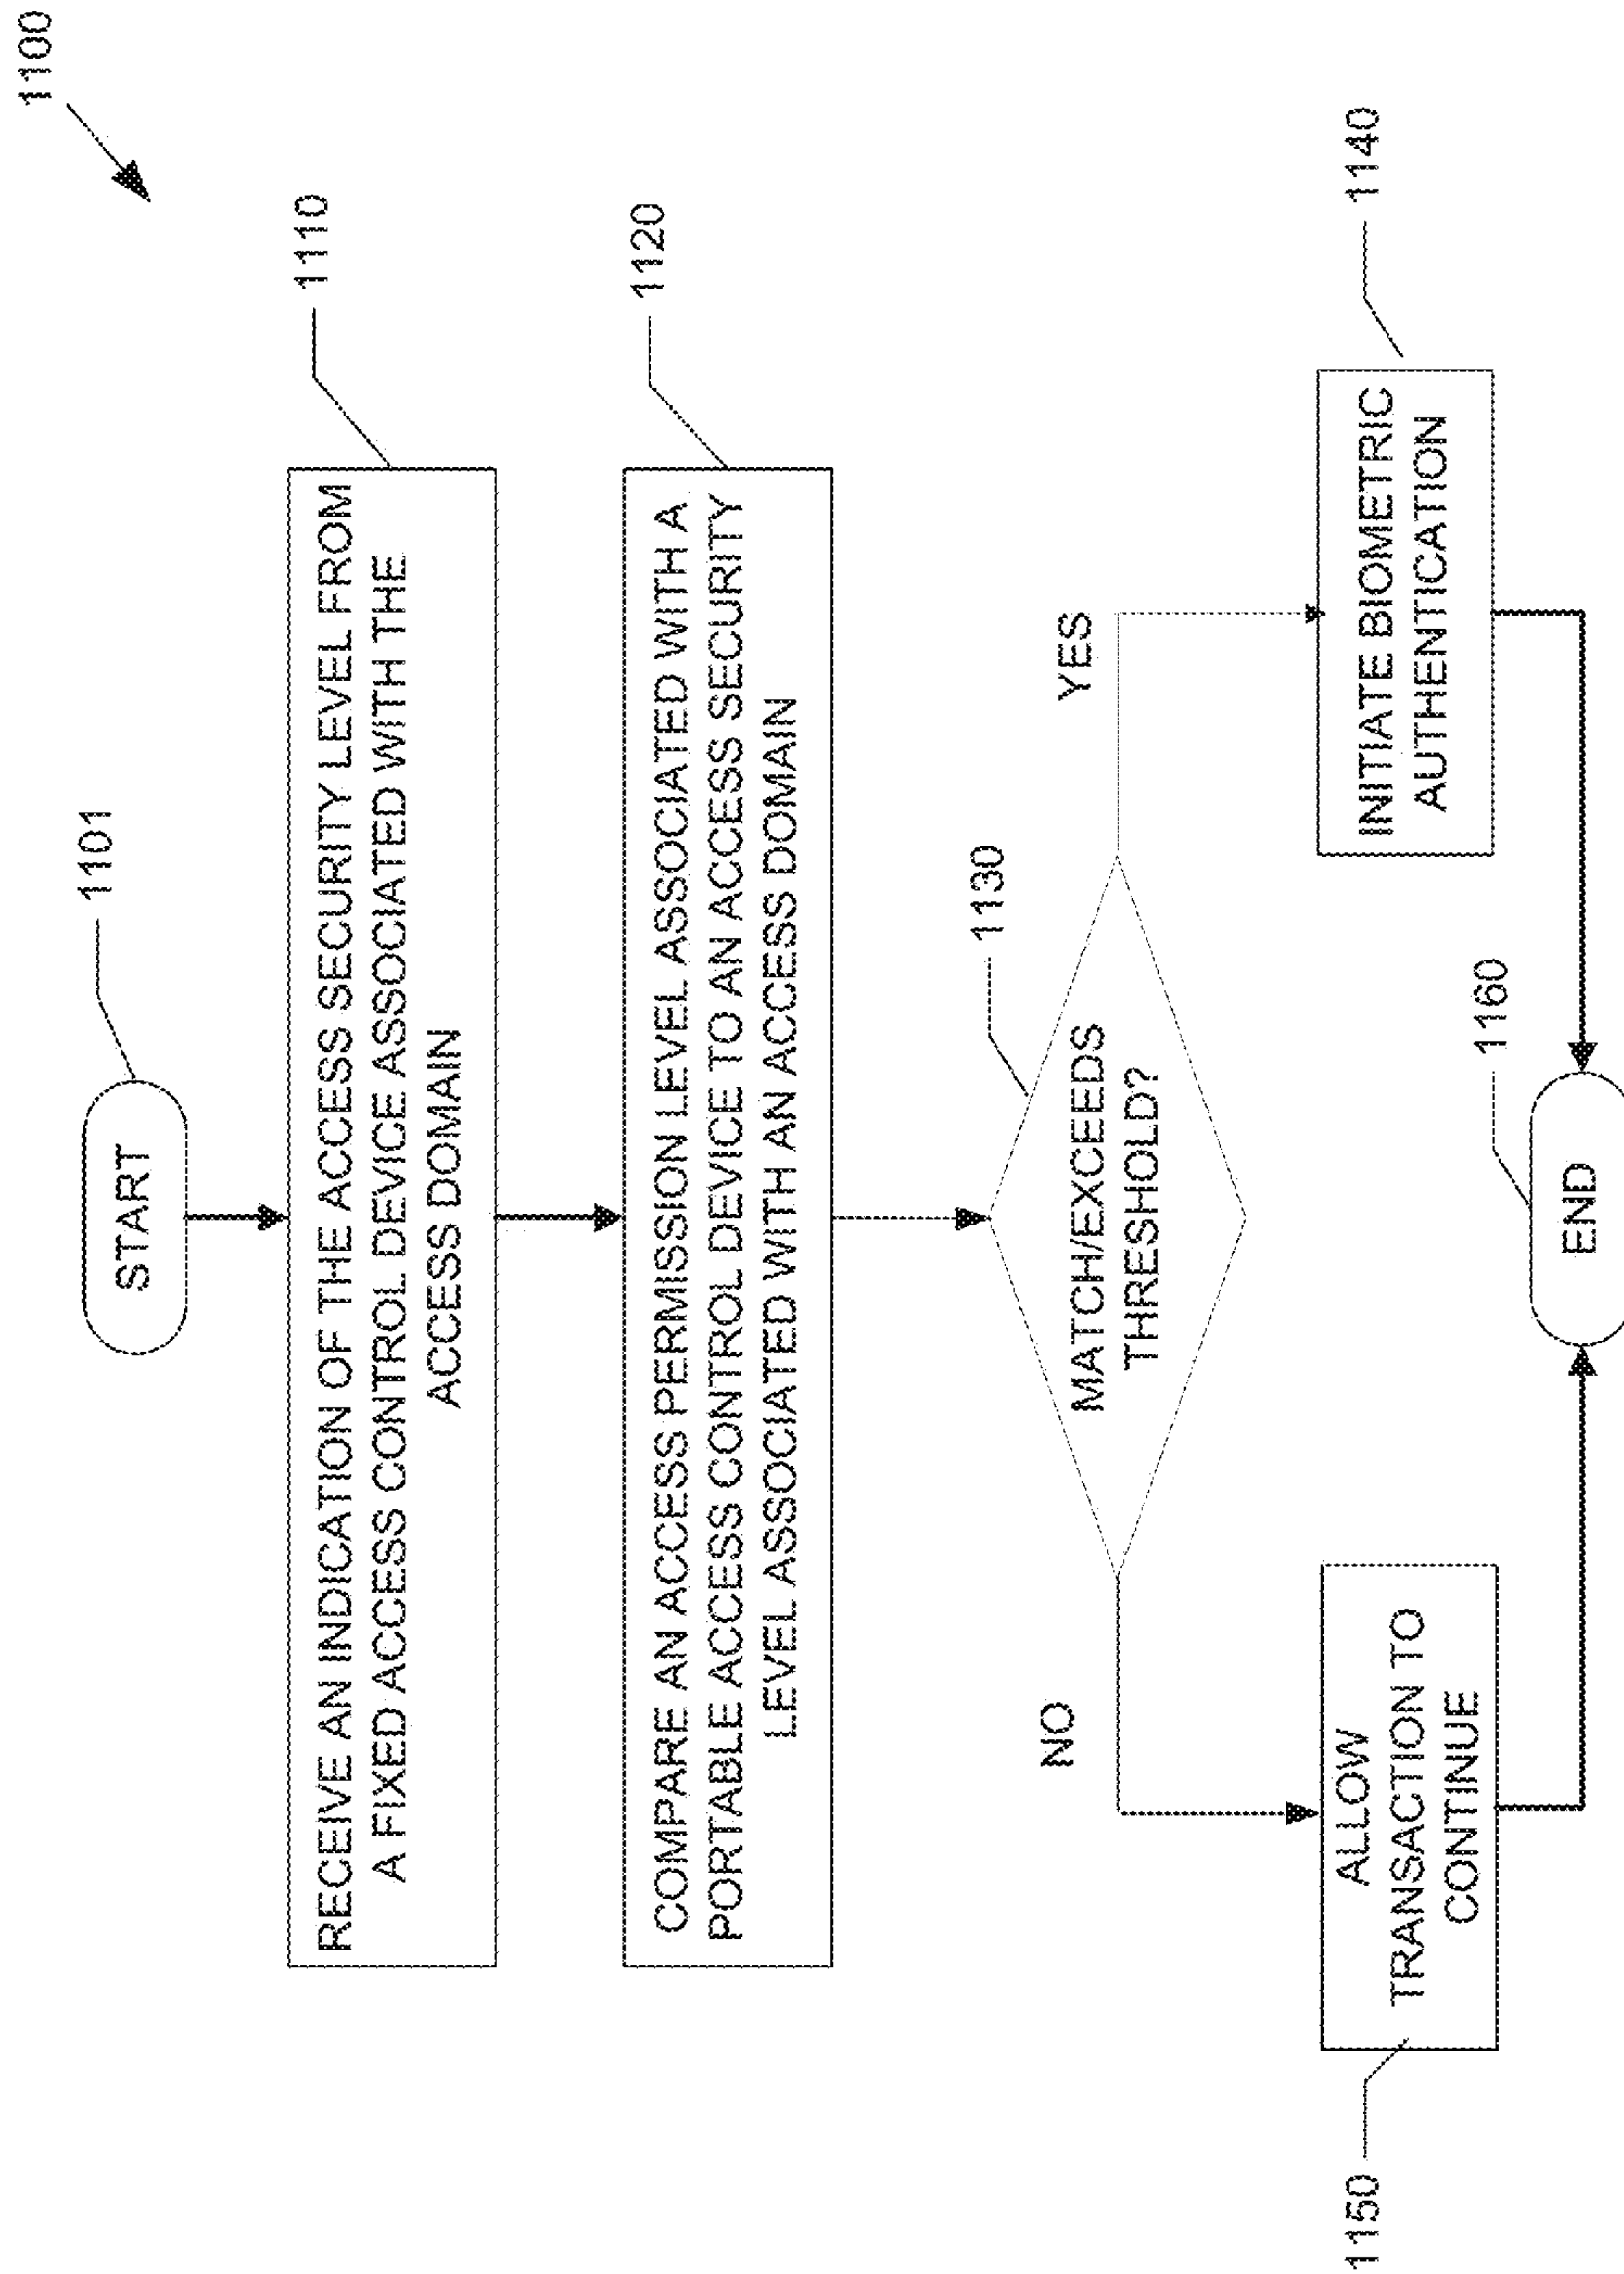 1100
1101
START
1110
RECEIVE AN INDICATION OF THE ACCESS SECURITY LEVEL FROM
A FIXED ACCESS CONTROL DEVICE ASSOCIATED WITH THE
ACCESS DOMAIN
1120
COMPARE AN ACCESS PERMISSION LEVEL ASSOCIATED WITH A
PORTABLE ACCESS CONTROL DEVICE TO AN ACCESS SECURITY
LEVEL ASSOCIATED WITH AN ACCESS DOMAIN
1130
MATCH/EXCEEDS
THRESHOLD?
NO
YES
1150
ALLOW
TRANSACTION TO
CONTINUE
1140
INITIATE BIOMETRIC
AUTHENTICATION
1160
END